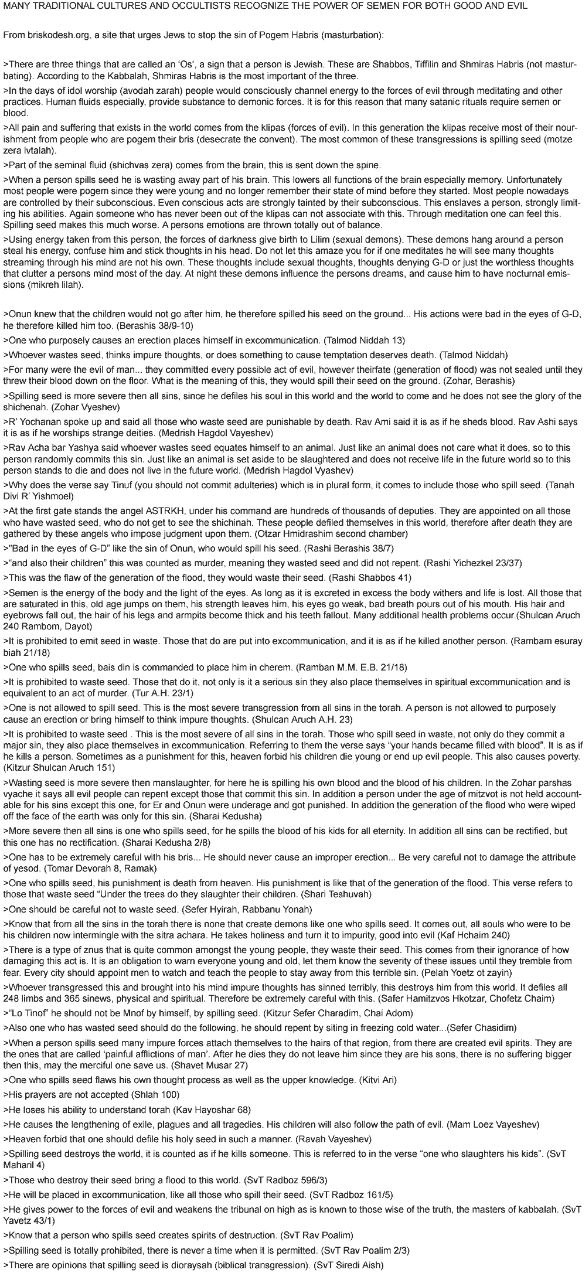 MANY TRADITIONAL CULTURES AND OCCULTISTS RECOGNIZE THE POWER OF SEMEN FOR BOTH GOOD AND EVIL
From briskodesh.org, a site that urges Jews to stop the sin of Pogem Habris (masturbation):
>There are three things that are called an 'Os', a sign that a person is Jewish. These are Shabbos, Tiffilin and Shmiras Habris (not mastur-
bating). According to the Kabbalah, Shmiras Habris is the most important of the three.
>In the days of idol worship (avodah zarah) people would consciously channel energy to the forces of evil through meditating and other
practices. Human fluids especially, provide substance to demonic forces. It is for this reason that many satanic rituals require semen or
blood.
>All pain and suffering that exists in the world comes from the klipas (forces of evil). In this generation the klipas receive most of their nour-
ishment from people who are pogem their bris (desecrate the convent). The most common of these transgressions is spilling seed (motze
zera lvtalah).
>Part of the seminal fluid (shichvas zera) comes from the brain, this is sent down the spine.
>When a person spills seed he is wasting away part of his brain. This lowers all functions of the brain especially memory. Unfortunately
most people were pogem since they were young and no longer remember their state of mind before they started. Most people nowadays
are controlled by their subconscious. Even conscious acts are strongly tainted by their subconscious. This enslaves a person, strongly limit-
ing his abilities. Again someone who has never been out of the klipas can not associate with this. Through meditation one can feel this.
Spilling seed makes this much worse. A persons emotions are thrown totally out of balance.
>Using energy taken from this person, the forces of darkness give birth to Lilim (sexual demons). These demons hang around a person
steal his energy, confuse him and stick thoughts in his head. Do not let this amaze you for if one meditates he will see many thoughts
streaming through his mind are not his own. These thoughts include sexual thoughts, thoughts denying G-D or just the worthless thoughts
that clutter a persons mind most of the day. At night these demons influence the persons dreams, and cause him to have nocturnal emis-
sions (mikreh lilah).
>Onun knew that the children would not go after him, he therefore spilled his seed on the ground... His actions were bad in the eyes of G-D,
he therefore killed him too. (Berashis 38/9-10)
>One who purposely causes an erection places himself in excommunication. (Talmod Niddah 13)
>Whoever wastes seed, thinks impure thoughts, or does something to cause temptation deserves death. (Talmod Niddah)
>For many were the evil of man... they committed every possible act of evil, however theirfate (generation of flood) was not sealed until they
threw their blood down on the floor. What is the meaning of this, they would spill their seed on the ground. (Zohar, Berashis)
>Spilling seed is more severe then all sins, since he defiles his soul in this world and the world to come and he does not see the glory of the
shichenah. (Zohar Vyeshev)
>R' Yochanan spoke up and said all those who waste seed are punishable by death. Rav Ami said it is as if he sheds blood. Rav Ashi says
it is as if he worships strange deities. (Medrish Hagdol Vayeshev)
>Rav Acha bar Yashya said whoever wastes seed equates himself to an animal. Just like an animal does not care what it does, so to this
person randomly commits this sin. Just like an animal is set aside to be slaughtered and does not receive life in the future world so to this
person stands to die and does not live in the future world. (Medrish Hagdol Vyashev)
>Why does the verse say Tinuf (you should not commit adulteries) which is in plural form, it comes to include those who spill seed. (Tanah
Divi R' Yishmoel)
>At the first gate stands the angel ASTRKH, under his command are hundreds of thousands of deputies. They are appointed on all those
who have wasted seed, who do not get to see the shichinah. These people defiled themselves in this world, therefore after death they are
gathered by these angels who impose judgment upon them. (Otzar Hmidrashim second chamber)
>"Bad in the eyes of G-D" like the sin of Onun, who would spill his seed. (Rashi Berashis 38/7)
>"and also their children" this was counted as murder, meaning they wasted seed and did not repent. (Rashi Yichezkel 23/37)
>This was the flaw of the generation of the flood, they would waste their seed. (Rashi Shabbos 41)
>Semen is the energy of the body and the light of the eyes. As long as it is excreted in excess the body withers and life is lost. All those that
are saturated in this, old age jumps on them, his strength leaves him, his eyes go weak, bad breath pours out of his mouth. His hair and
eyebrows fall out, the hair of his legs and armpits become thick and his teeth fallout. Many additional health problems occur (Shulcan Aruch
240 Rambom, Dayot)
>It is prohibited to emit seed in waste. Those that do are put into excommunication, and it is as if he killed another person. (Rambam esuray
biah 21/18)
>One who spills seed, bais din is commanded to place him in cherem. (Ramban M.M. E.B. 21/18)
>It is prohibited to waste seed. Those that do it, not only is it a serious sin they also place themselves in spiritual excommunication and is
equivalent to an act of murder. (Tur A.H. 23/1)
>One is not allowed to spill seed. This is the most severe transgression from all sins in the torah. A person is not allowed to purposely
cause an erection or bring himself to think impure thoughts. (Shulcan Aruch A.H. 23)
>It is prohibited to waste seed . This is the most severe of all sins in the torah. Those who spill seed in waste, not only do they commit a
major sin, they also place themselves in excommunication. Referring to them the verse says "your hands became filled with blood". It is as if
he kills a person. Sometimes as a punishment for this, heaven forbid his children die young or end up evil people. This also causes poverty.
(Kitzur Shulcan Aruch 151)
>Wasting seed is more severe then manslaughter, for here he is spilling his own blood and the blood of his children. In the Zohar parshas
vyache it says all evil people can repent except those that commit this sin. In addition a person under the age of mitzvot is not held account-
able for his sins except this one, for Er and Onun were underage and got punished. In addition the generation of the flood who were wiped
off the face of the earth was only for this sin. (Sharai Kedusha)
>More severe then all sins is one who spills seed, for he spills the blood of his kids for all eternity. In addition all sins can be rectified, but
this one has no rectification. (Sharai Kedusha 2/8)
>One has to be extremely careful with his bris... He should never cause an improper erection... Be very careful not to damage the attribute
of yesod. (Tomar Devorah 8, Ramak)
>One who spills seed, his punishment is death from heaven. His punishment is like that of the generation of the flood. This verse refers to
those that waste seed "Under the trees do they slaughter their children. (Shari Teshuvah)
>One should be careful not to waste seed. (Sefer Hyirah, Rabbanu Yonah)
>Know that from all the sins in the torah there is none that create demons like one who spills seed. It comes out, all souls who were to be
his children now intermingle with the sitra achara. He takes holiness and turn it to impurity, good into evil (Kaf Hchaim 240)
>There is a type of znus that is quite common amongst the young people, they waste their seed. This comes from their ignorance of how
damaging this act is. It is an obligation to warn everyone young and old, let them know the severity of these issues until they tremble from
fear. Every city should appoint men to watch and teach the people to stay away from this terrible sin. (Pelah Yoetz ot zayin)
>Whoever transgressed this and brought into his mind impure thoughts has sinned terribly, this destroys him from this world. It defiles all
248 limbs and 365 sinews, physical and spiritual. Therefore be extremely careful with this. (Safer Hamitzvos Hkotzar, Chofetz Chaim)
>"Lo Tinof" he should not be Mnof by himself, by spilling seed. (Kitzur Sefer Charadim, Chai Adom)
>Also one who has wasted seed should do the following, he should repent by siting in freezing cold water...(Sefer Chasidim)
>When a person spills seed many impure forces attach themselves to the hairs of that region, from there are created evil spirits. They are
the ones that are called 'painful afflictions of man'. After he dies they do not leave him since they are his sons, there is no suffering bigger
then this, may the merciful one save us. (Shavet Musar 27)
>One who spills seed flaws his own thought process as well as the upper knowledge. (Kitvi Ari)
>His prayers are not accepted (Shlah 100)
>He loses his ability to understand torah (Kav Hayoshar 68)
>He causes the lengthening of exile, plagues and all tragedies. His children will also follow the path of evil. (Mam Loez Vayeshev)
>Heaven forbid that one should defile his holy seed in such a manner. (Ravah Vayeshev)
>Spilling seed destroys the world, it is counted as if he kills someone. This is referred to in the verse "one who slaughters his kids". (SvT
Maharil 4)
>Those who destroy their seed bring a flood to this world. (SvT Radboz 596/3)
>He will be placed in excommunication, like all those who spill their seed. (SvT Radboz 161/5)
>He gives power to the forces of evil and weakens the tribunal on high as is known to those wise of the truth, the masters of kabbalah. (SvT
Yavetz 43/1)
>Know that a person who spills seed creates spirits of destruction. (SvT Rav Poalim)
>Spilling seed is totally prohibited, there is never a time when it is permitted. (SvT Rav Poalim 2/3)
>There are opinions that spilling seed is dioraysah (biblical transgression). (SvT Siredi Aish)